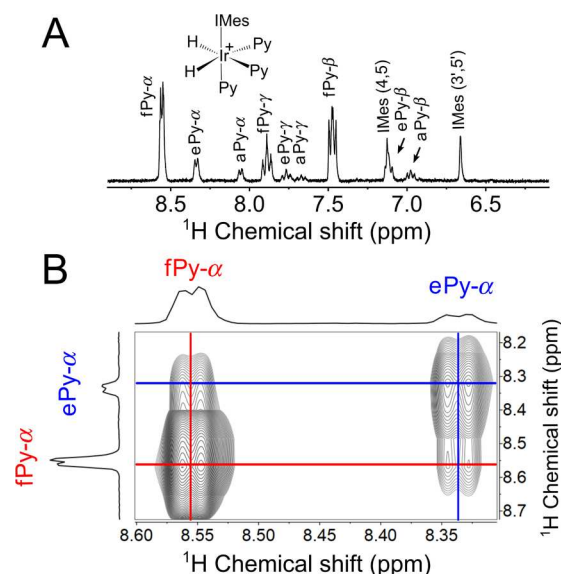 A
IMes
H
Ir+
Py
H
Py
Py
fPy-α
ePy-α
aPy-α
fPy-γ
ePy-γ
aPy-γ
fPy-β
IMes (4,5)
ePy-β
aPy-β
IMes (3',5')
8.5 8.0 7.5 7.0 6.5
1H Chemical shift (ppm)
B
fPy-α
ePy-α
ePy-α
fPy-α
8.2
8.3
8.4
8.5
8.6
8.7
1H Chemical shift (ppm)
8.60 8.55 8.50 8.45 8.40 8.35
1H Chemical shift (ppm)